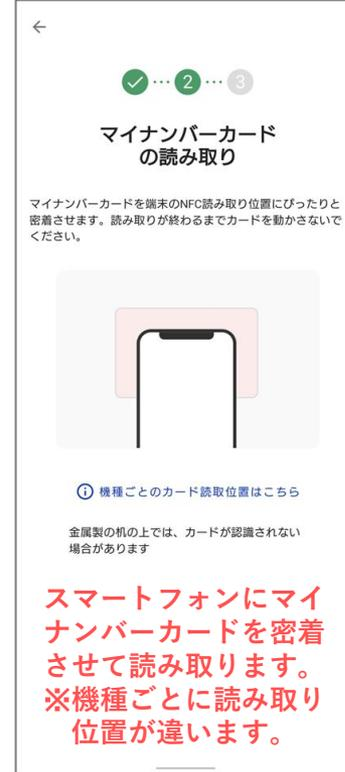 2 3
マイナンバーカード
の読み取り
マイナンバーカードを端末のNFC読み取り位置にぴったりと
密着させます。読み取りが終わるまでカードを動かさないで
ください。
機種ごとのカード読取位置はこちら
金属製の机の上では、カードが認識されない
場合があります
スマートフォンにマイ
ナンバーカードを密着
させて読み取ります。
※機種ごとに読み取り
位置が違います。